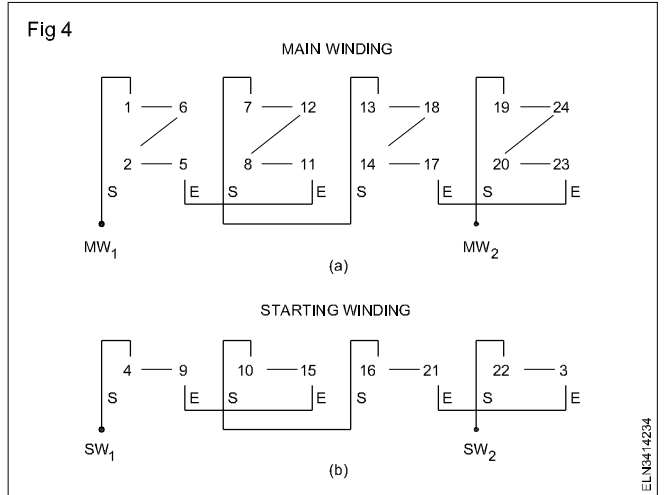 Fig 4
MAIN WINDING
1 6 7 12 13 18 19 24
2 5 8 11 14 17 20 23
S E S E S E S E
MW1 MW2
(a)
STARTING WINDING
4 9 10 15 16 21 22 3
S E S E S E S E
SW1 SW2
(b)
ELN3414234